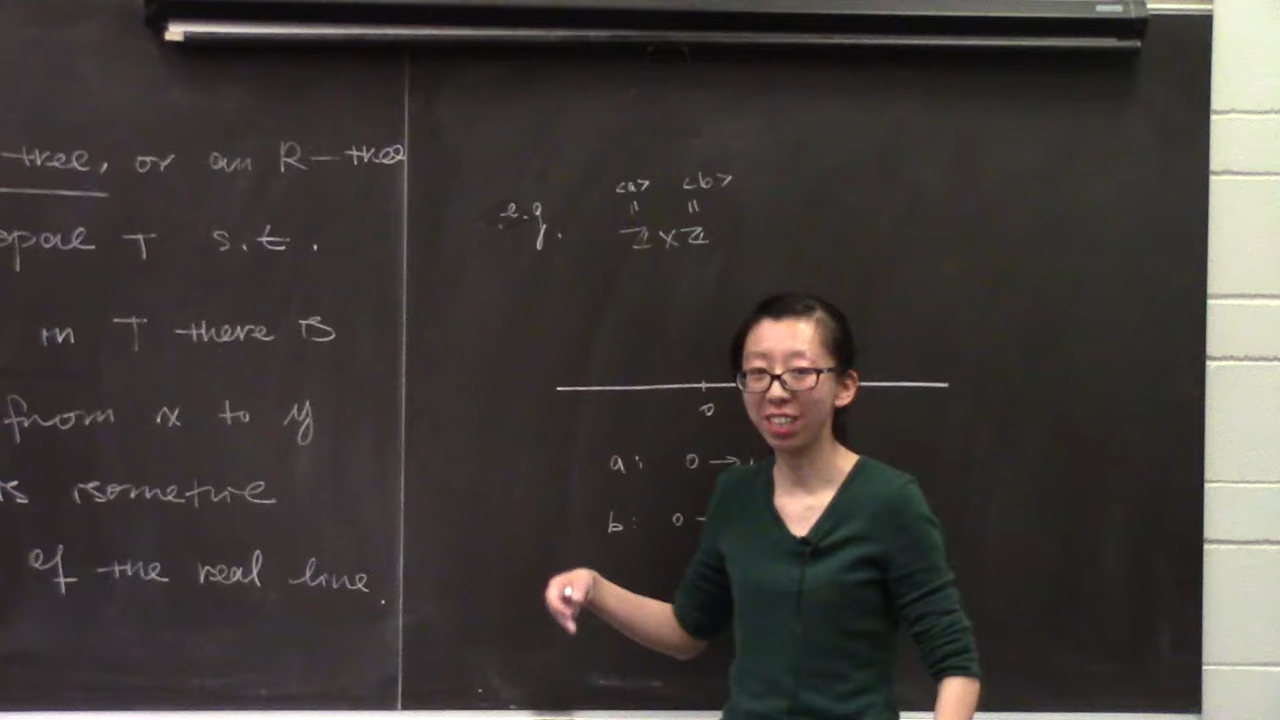 -tree, or an R-tree
space T s.t.
in T there is
from x to y
is isometric
of the real line.
e.g.
<a> <b>
= =
Z x Z
0
a: 0 →
b: 0 -